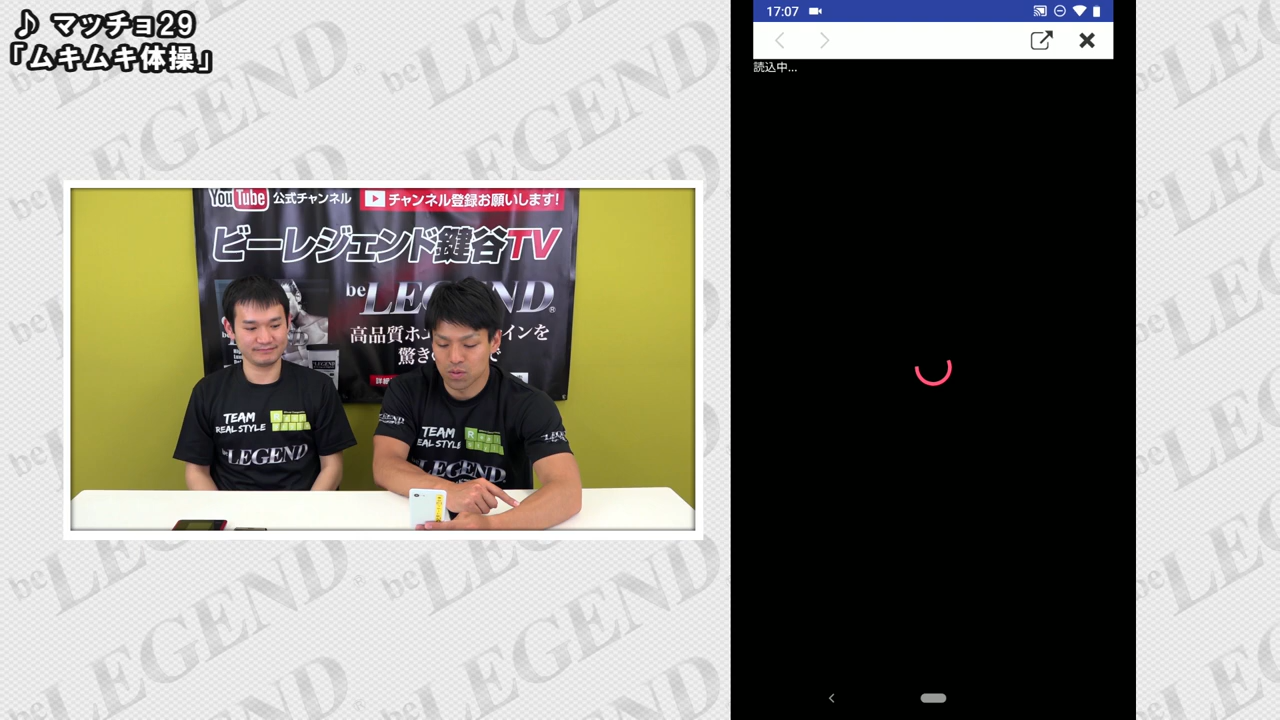 ♪ マッチョ29
「ムキムキ体操」
17:07
読込中...
YouTube 公式チャンネル
チャンネル登録お願いします!
ビーレジェンド鍵谷TV
be LEGEND
高品質ホエ
インを
驚き
TEAM
REAL STYLE
LEGEND
TEAM
REAL STYLE
LEGEND
be LEGEND